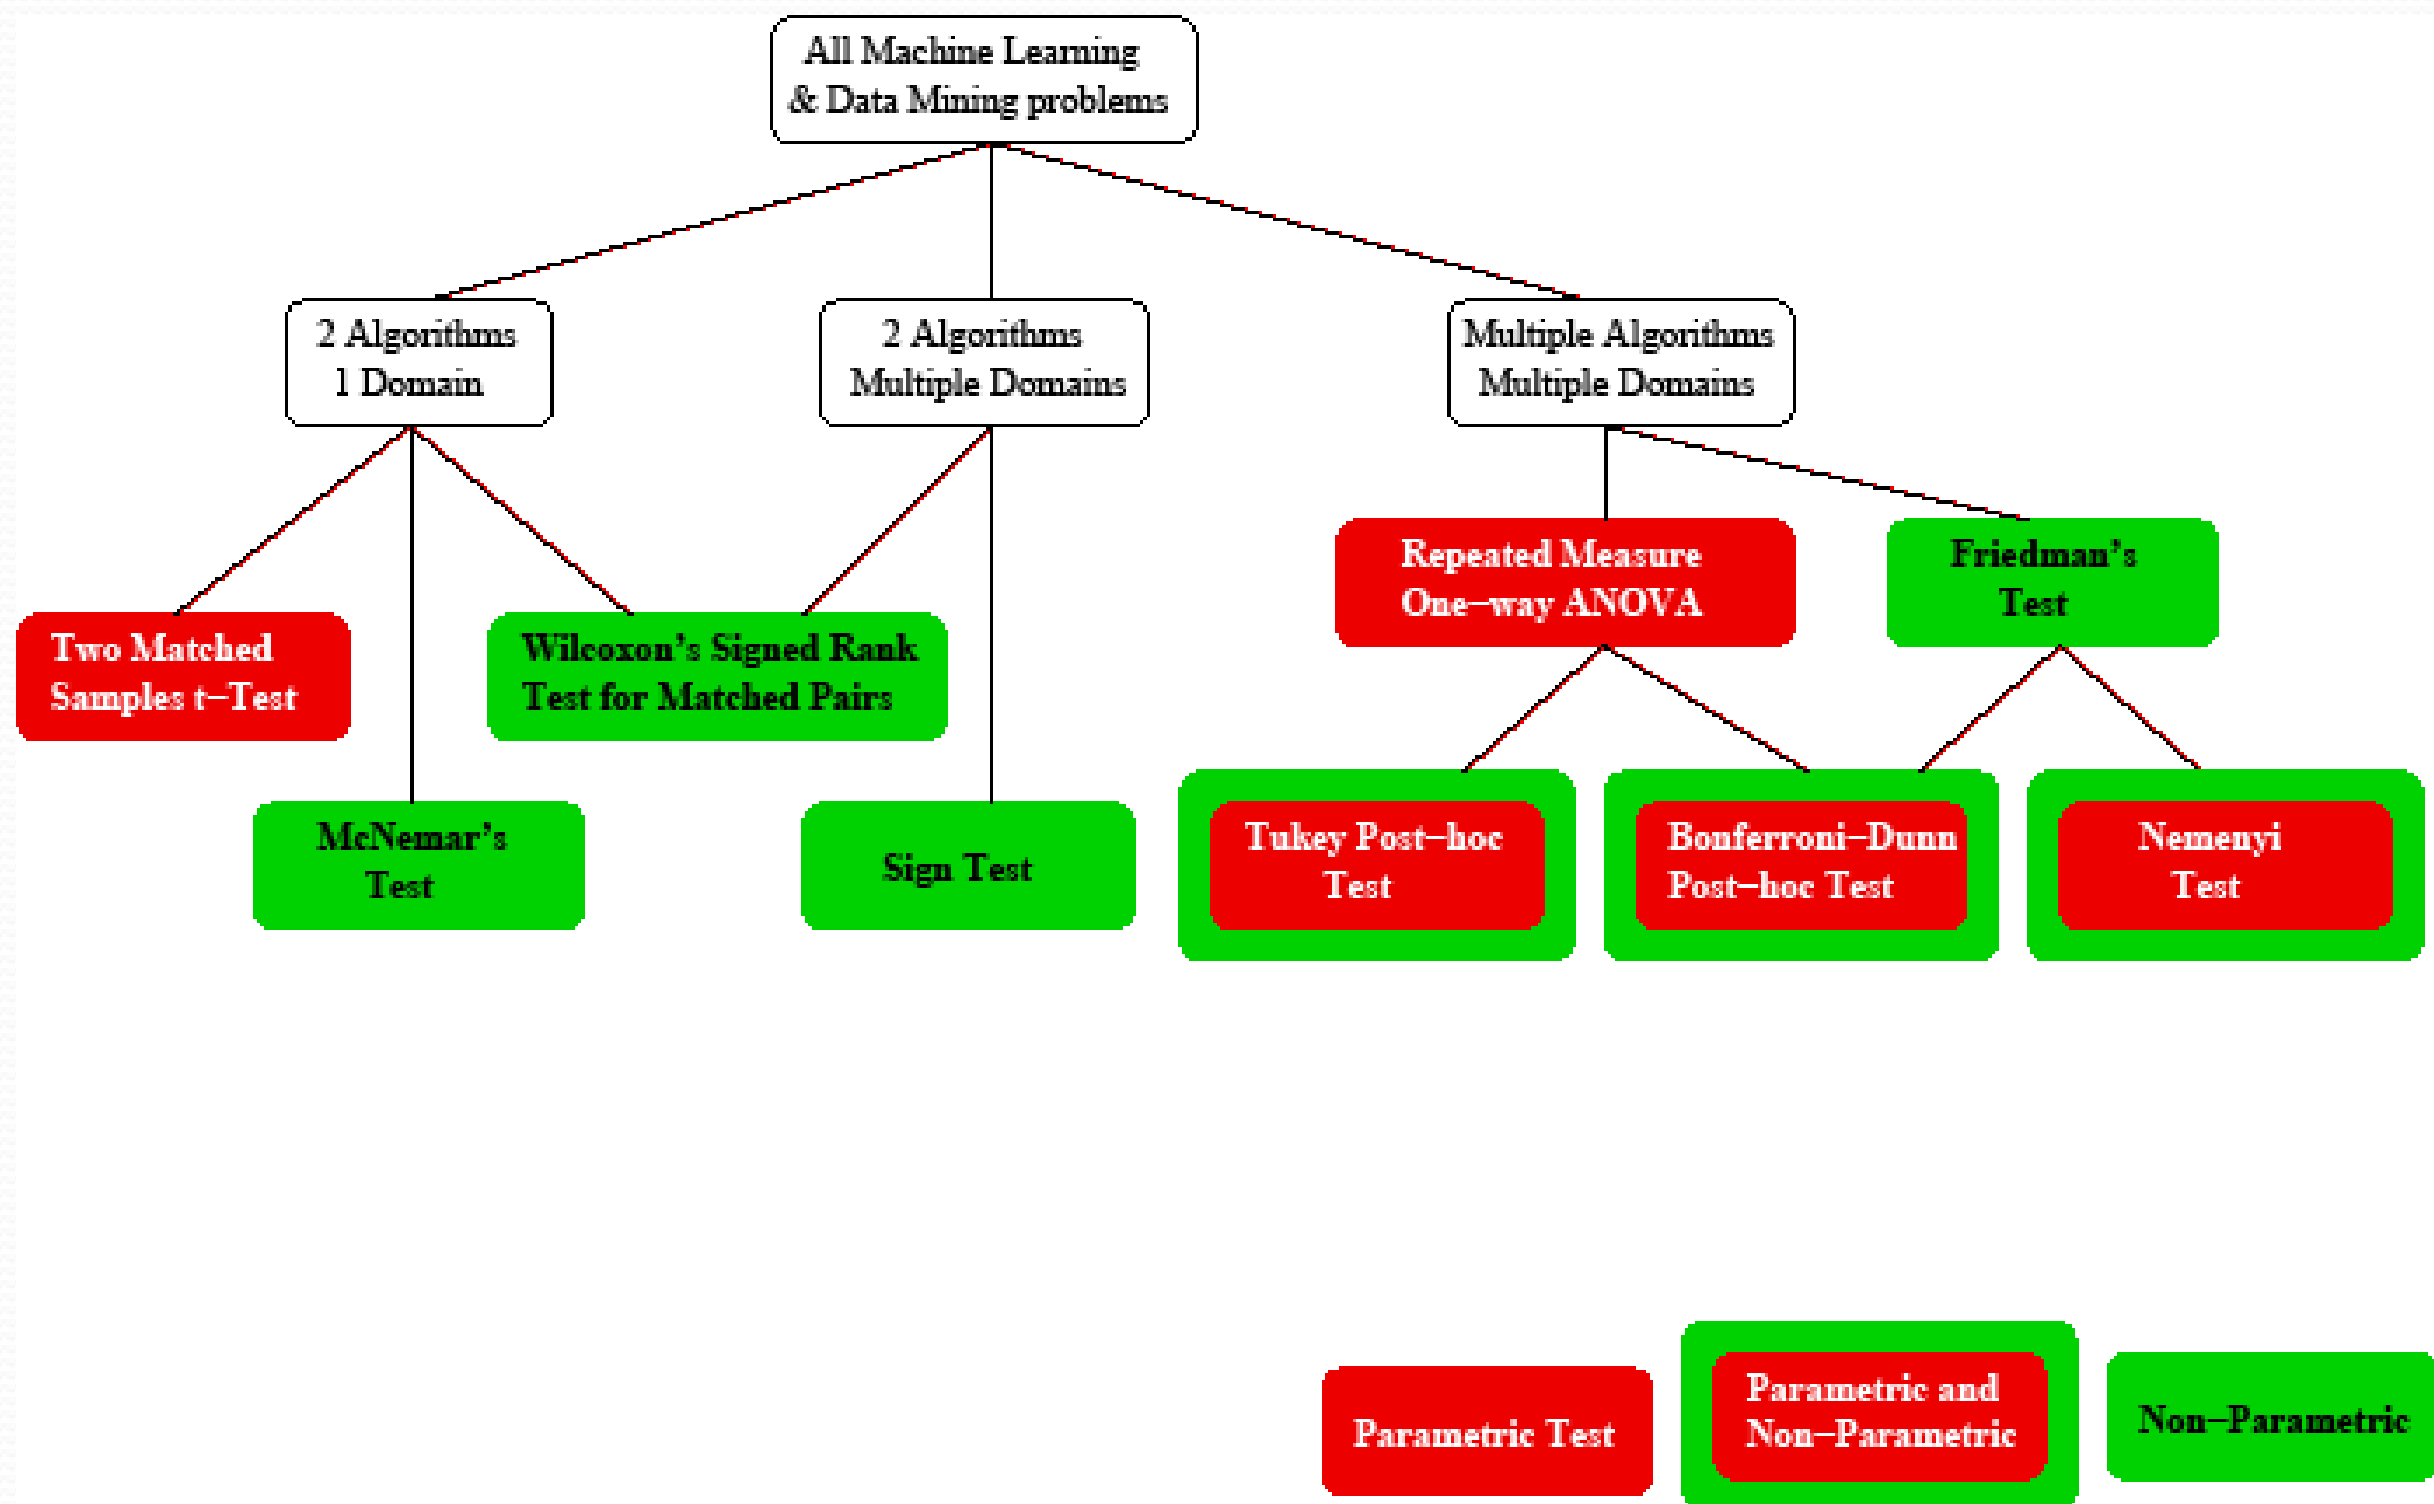 All Machine Learning
& Data Mining problems
2 Algorithms
1 Domain
2 Algorithms
Multiple Domains
Multiple Algorithms
Multiple Domains
Repeated Measure
One−way ANOVA
Friedman's
Test
Two Matched
Samples t−Test
Wilcoxon's Signed Rank
Test for Matched Pairs
McNemar's
Test
Sign Test
Tukey Post−hoc
Test
Bonferroni−Dunn
Post−hoc Test
Nemenyi
Test
Parametric Test
Parametric and
Non−Parametric
Non−Parametric